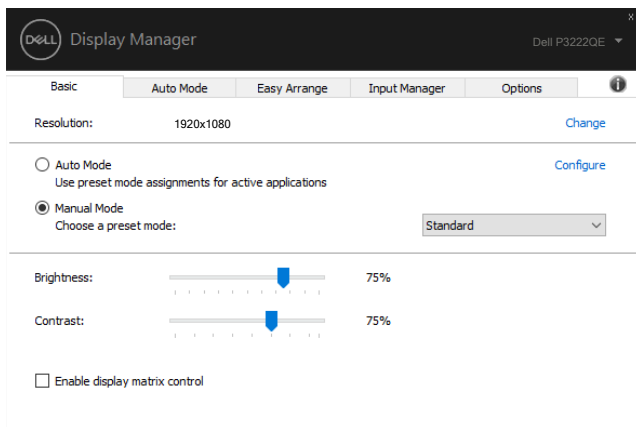 x
DELL Display Manager
Dell P3222QE
Basic Auto Mode Easy Arrange Input Manager Options i
Resolution: 1920x1080 Change
Auto Mode Configure
Use preset mode assignments for active applications
Manual Mode
Choose a preset mode: Standard
Brightness: 75%
Contrast: 75%
Enable display matrix control